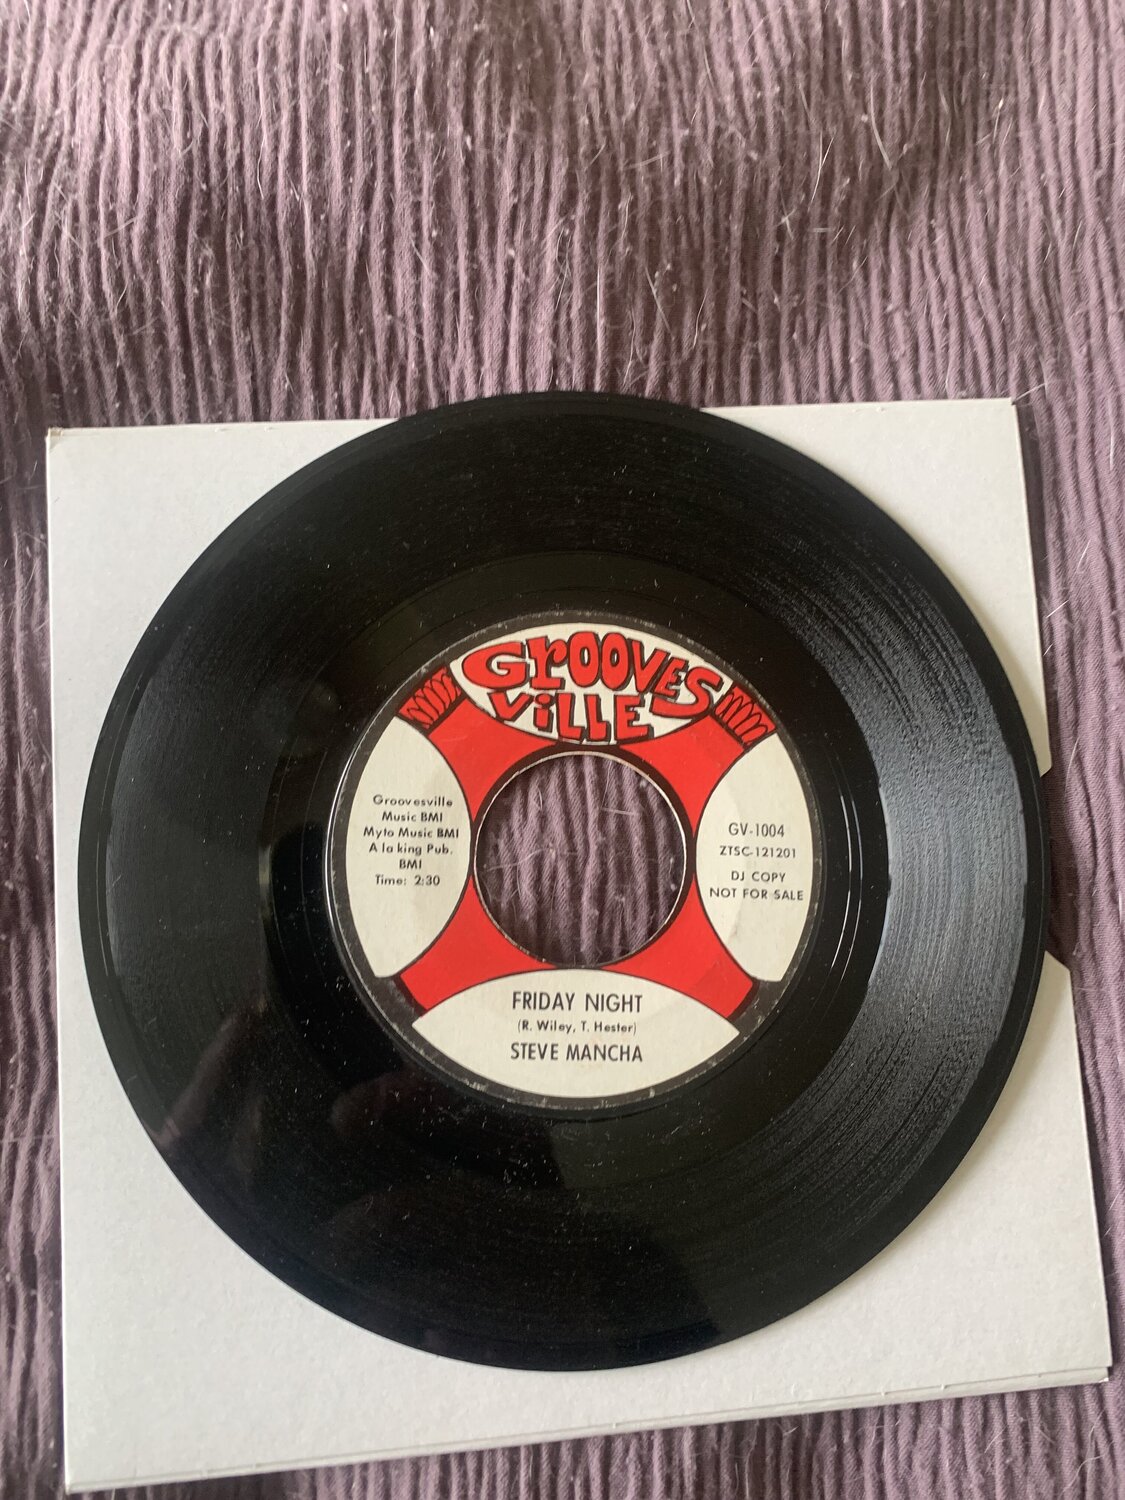 GROOVES
VILLE
Groovesville
Music BMI
Myto Music BMI
A la king Pub.
BMI
Time: 2:30
GV-1004
ZTSC-121201
DJ COPY
NOT FOR SALE
FRIDAY NIGHT
(R. Wiley, T. Hester)
STEVE MANCHA